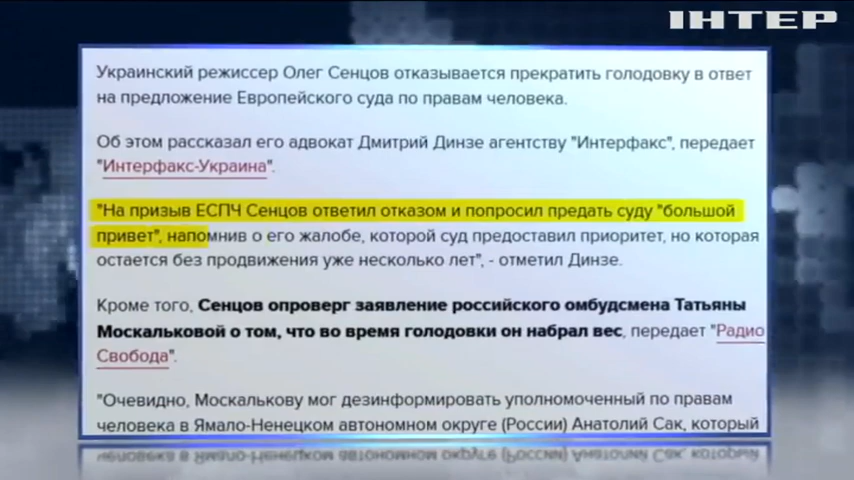 ІНТЕР
Украинский режиссер Олег Сенцов отказывается прекратить голодовку в ответ
на предложение Европейского суда по правам человека.
Об этом рассказал его адвокат Дмитрий Динзе агентству "Интерфакс", передает
"Интерфакс-Украина".
"На призыв ЕСПЧ Сенцов ответил отказом и попросил предать суду "большой
привет", напомнив о его жалобе, которой суд предоставил приоритет, но которая
остается без продвижения уже несколько лет", - отметил Динзе.
Кроме того, Сенцов опроверг заявление российского омбудсмена Татьяны
Москальковой о том, что во время голодовки он набрал вес, передает "Радио
Свобода".
"Очевидно, Москалькову мог дезинформировать уполномоченный по правам
человека в Ямало-Ненецком автономном округе (России) Анатолий Сак, который